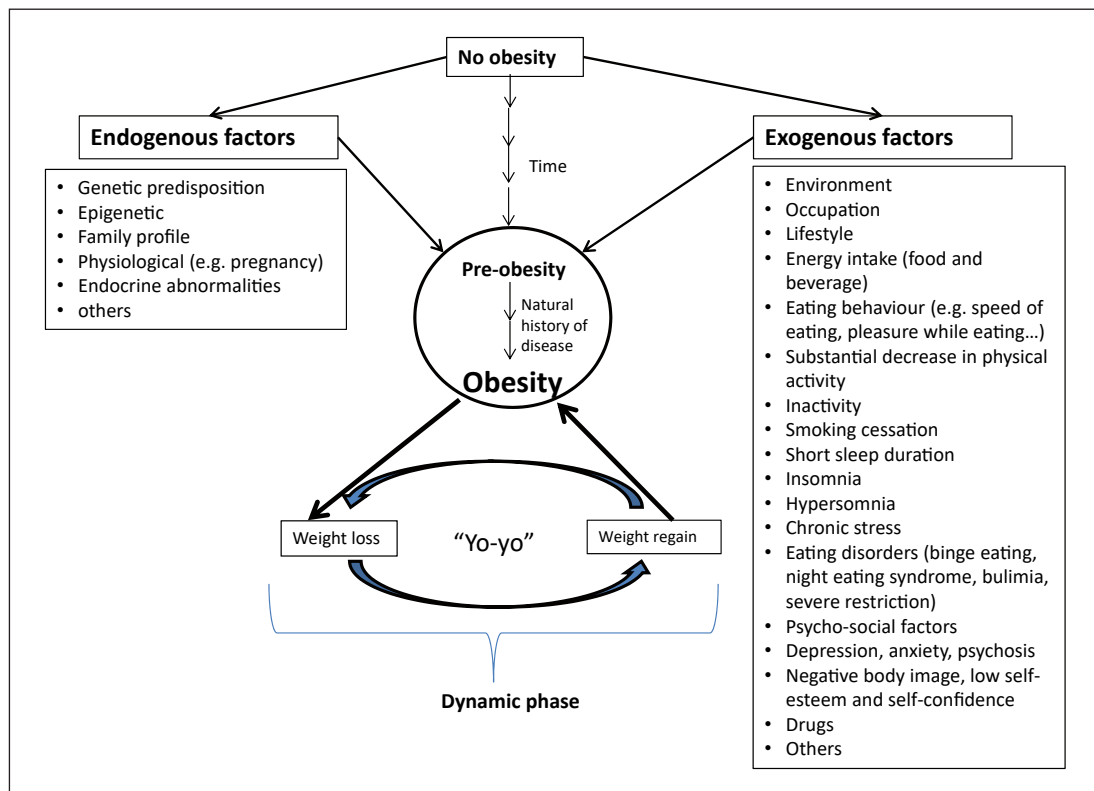 No obesity
Endogenous factors
Exogenous factors
• Genetic predisposition
• Epigenetic
• Family profile
• Physiological (e.g. pregnancy)
• Endocrine abnormalities
• others
Time
Pre-obesity
Natural
history of
disease
Obesity
Weight loss
“Yo-yo”
Weight regain
Dynamic phase
• Environment
• Occupation
• Lifestyle
• Energy intake (food and
beverage)
• Eating behaviour (e.g. speed of
eating, pleasure while eating…)
• Substantial decrease in physical
activity
• Inactivity
• Smoking cessation
• Short sleep duration
• Insomnia
• Hypersomnia
• Chronic stress
• Eating disorders (binge eating,
night eating syndrome, bulimia,
severe restriction)
• Psycho-social factors
• Depression, anxiety, psychosis
• Negative body image, low self-
esteem and self-confidence
• Drugs
• Others